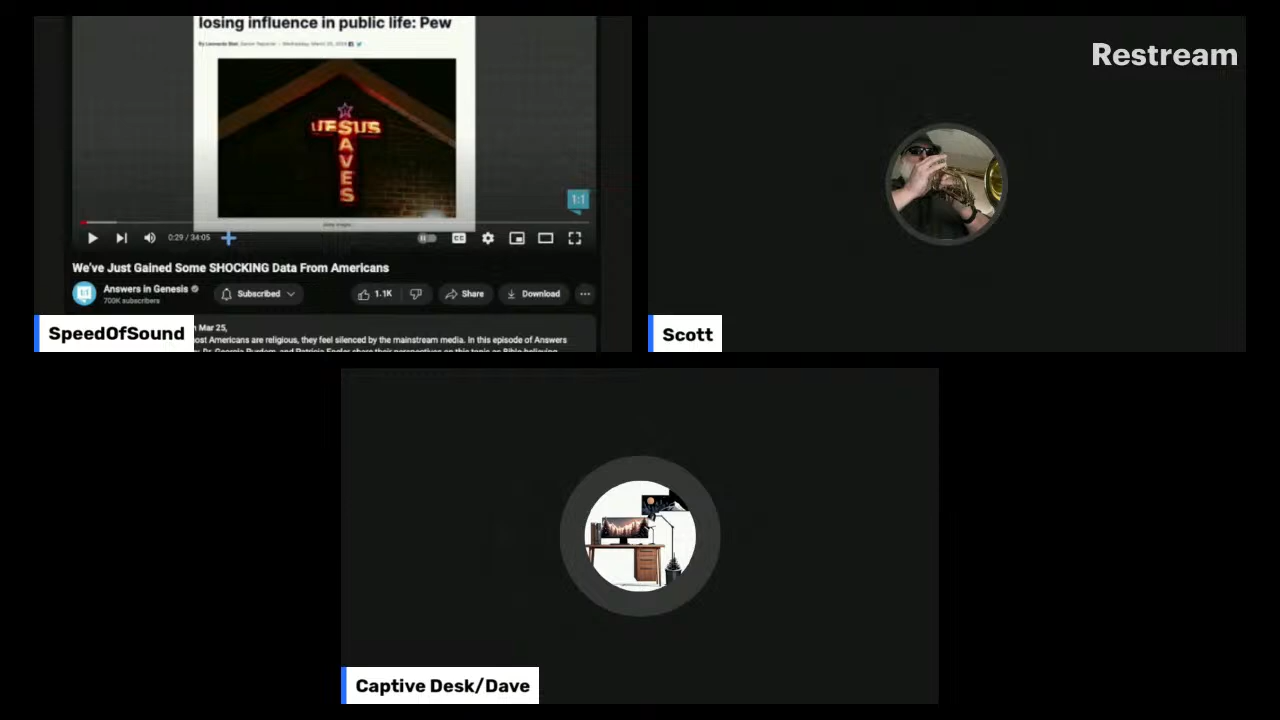 losing influence in public life: Pew
JESUS
SAVES
1:1
0:29 / 34:05
CC
We've Just Gained Some SHOCKING Data From Americans
Answers in Genesis
700K subscribers
Subscribed
1.1K
Share
Download
Mar 25,
most Americans are religious, they feel silenced by the mainstream media. In this episode of Answers
SpeedOfSound
Restream
Scott
Captive Desk/Dave